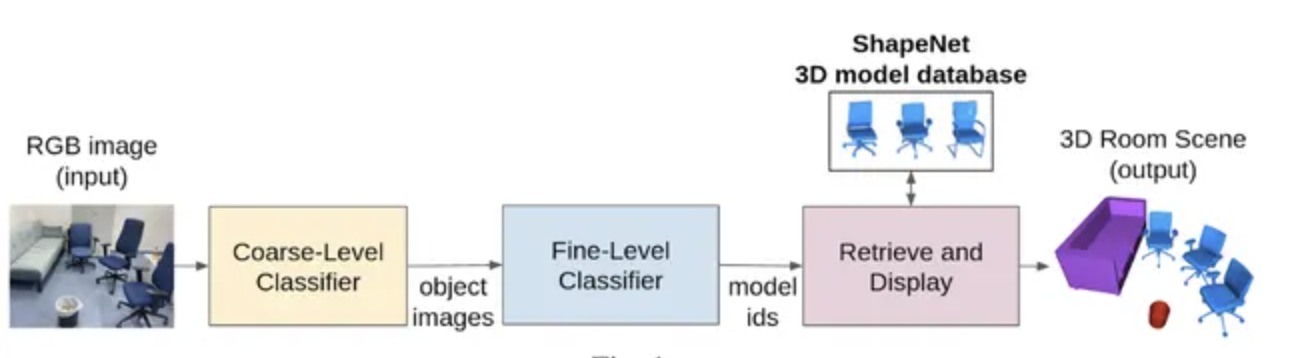 ShapeNet
3D model database
RGB image
(input)
3D Room Scene
(output)
Coarse-Level
Classifier
object
images
Fine-Level
Classifier
model
ids
Retrieve and
Display